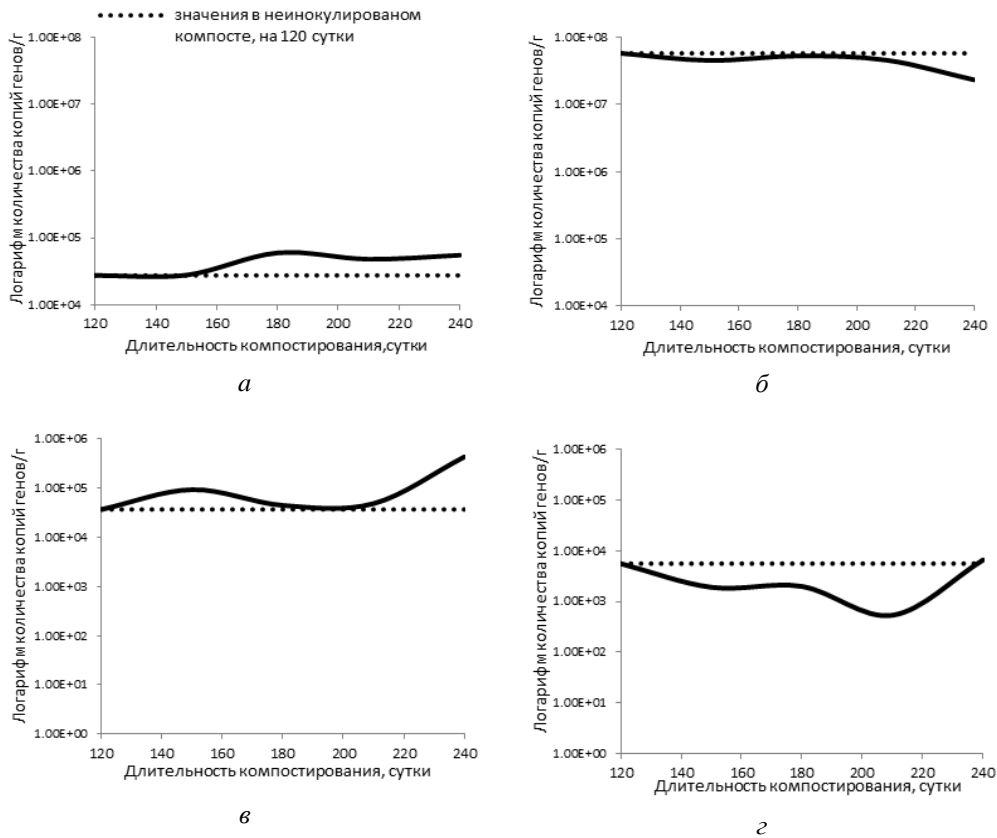 значения в неинокулированом
компосте, на 120 сутки
Логарифм количества копий генов/г
1.00E+08
1.00E+07
1.00E+06
1.00E+05
1.00E+04
120 140 160 180 200 220 240
Длительность компостирования,сутки
а
Логарифм количества копий генов/г
1.00E+08
1.00E+07
1.00E+06
1.00E+05
1.00E+04
120 140 160 180 200 220 240
Длительность компостирования, сутки
б
Логарифм количества копий генов/г
1.00E+06
1.00E+05
1.00E+04
1.00E+03
1.00E+02
1.00E+01
1.00E+00
120 140 160 180 200 220 240
Длительность компостирования, сутки
в
Логарифм количества копий генов/г
1.00E+06
1.00E+05
1.00E+04
1.00E+03
1.00E+02
1.00E+01
1.00E+00
120 140 160 180 200 220 240
Длительность компостирования, сутки
г